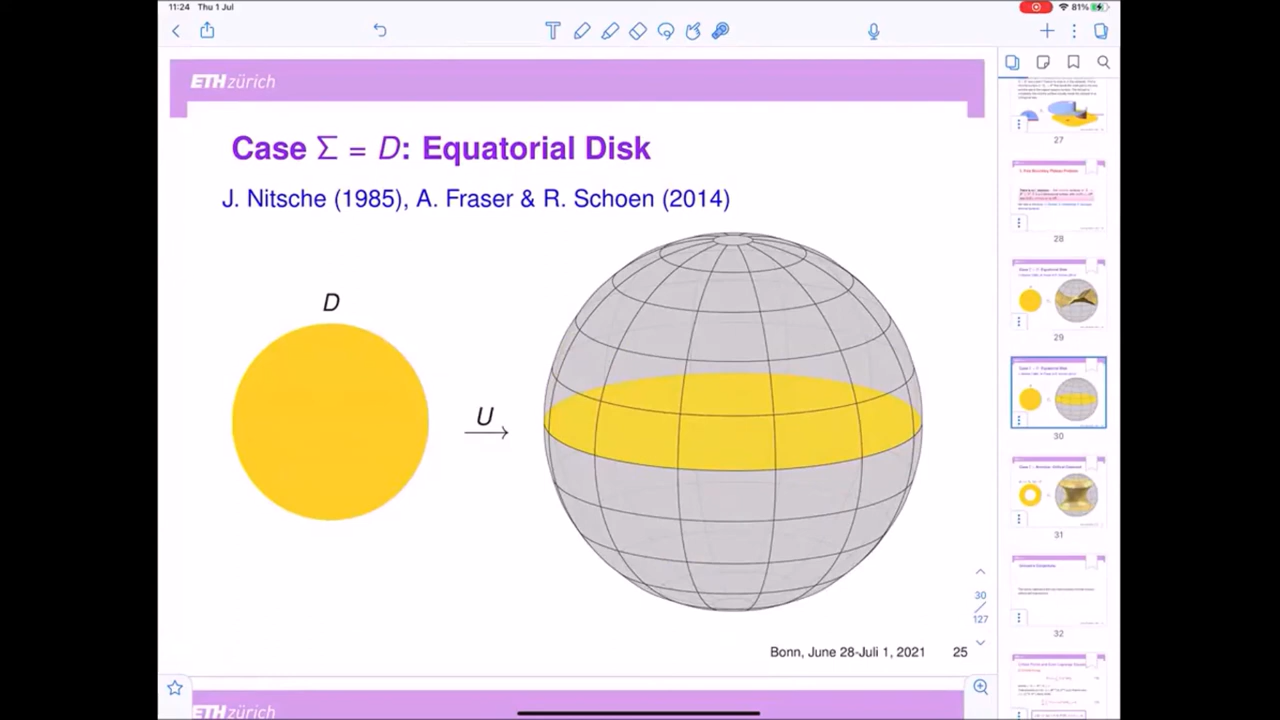 11:24 Thu 1 Jul
81%
ETH zürich
Case Σ = D: Equatorial Disk
J. Nitsche (1985), A. Fraser & R. Schoen (2014)
D
U
→
30
/
127
Bonn, June 28-Juli 1, 2021 25
ETH zürich
27
28
29
30
31
32